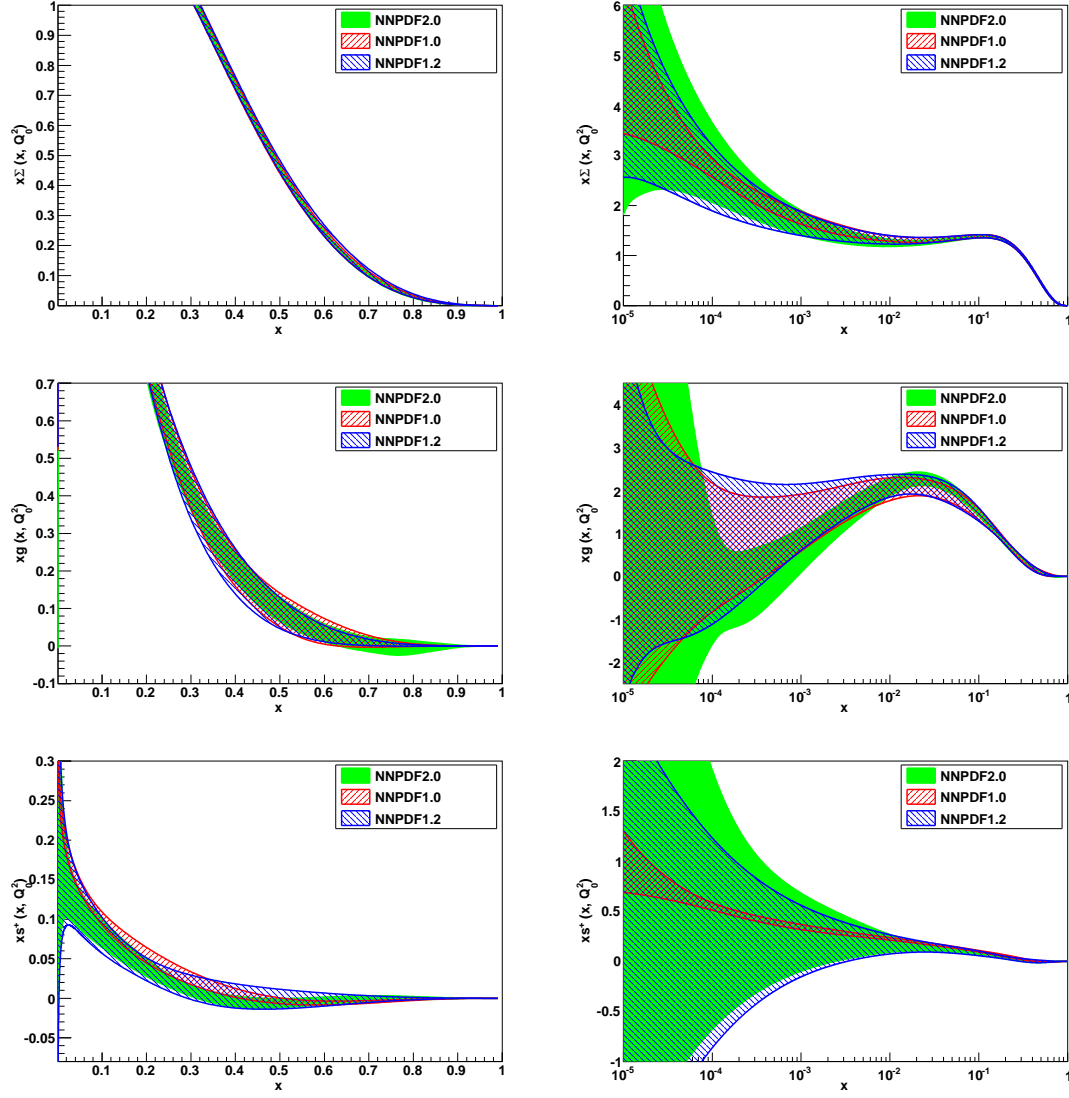 x Σ (x, Q₀²)
1
0.9
0.8
0.7
0.6
0.5
0.4
0.3
0.2
0.1
0
0.1 0.2 0.3 0.4 0.5 0.6 0.7 0.8 0.9 1
x
NNPDF2.0
NNPDF1.0
NNPDF1.2
x Σ (x, Q₀²)
6
5
4
3
2
1
0
10⁻⁵ 10⁻⁴ 10⁻³ 10⁻² 10⁻¹ 1
x
NNPDF2.0
NNPDF1.0
NNPDF1.2
xg (x, Q₀²)
0.7
0.6
0.5
0.4
0.3
0.2
0.1
0
-0.1
0.1 0.2 0.3 0.4 0.5 0.6 0.7 0.8 0.9 1
x
NNPDF2.0
NNPDF1.0
NNPDF1.2
xg (x, Q₀²)
4
3
2
1
0
-1
-2
10⁻⁵ 10⁻⁴ 10⁻³ 10⁻² 10⁻¹ 1
x
NNPDF2.0
NNPDF1.0
NNPDF1.2
xs⁺ (x, Q₀²)
0.3
0.25
0.2
0.15
0.1
0.05
0
-0.05
0.1 0.2 0.3 0.4 0.5 0.6 0.7 0.8 0.9 1
x
NNPDF2.0
NNPDF1.0
NNPDF1.2
xs⁺ (x, Q₀²)
2
1.5
1
0.5
0
-0.5
-1
10⁻⁵ 10⁻⁴ 10⁻³ 10⁻² 10⁻¹ 1
x
NNPDF2.0
NNPDF1.0
NNPDF1.2